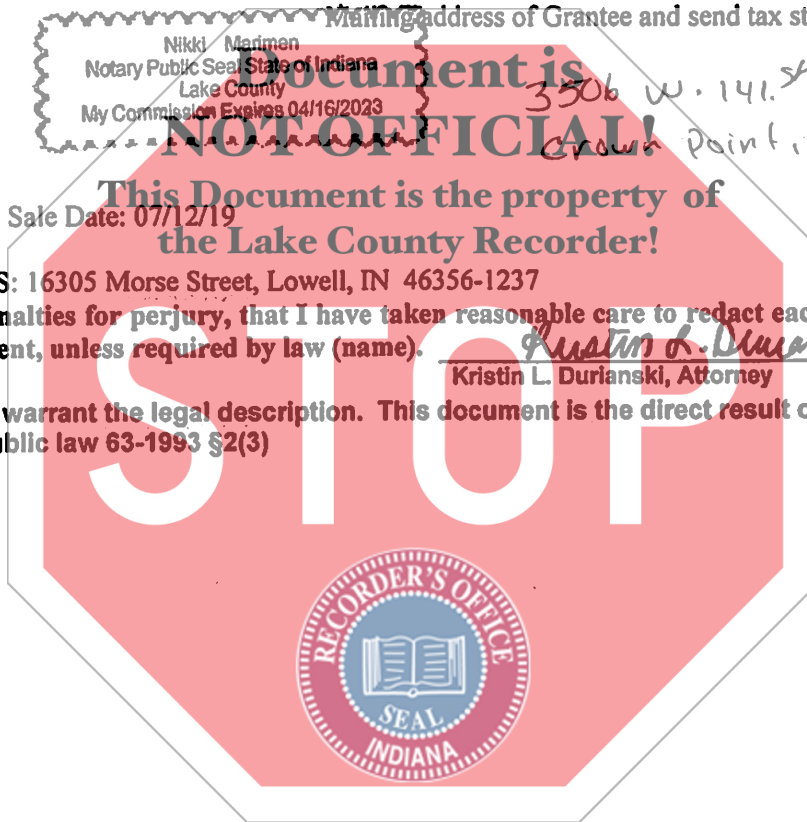 Mailing address of Grantee and send tax st
Nikki Marimen
Notary Public Seal State of Indiana
Lake County
My Commission Expires 04/16/2023
Document is
NOT OFFICIAL!
This Document is the property of
the Lake County Recorder!
3506 W. 141. st
Crown Point,
Sale Date: 07/12/19
S: 16305 Morse Street, Lowell, IN 46356-1237
nalties for perjury, that I have taken reasonable care to redact eac
ent, unless required by law (name).
Kristin L. Durianski, Attorney
warrant the legal description. This document is the direct result o
blic law 63-1993 §2(3)
STOP
RECORDER'S OFFICE
SEAL
INDIANA